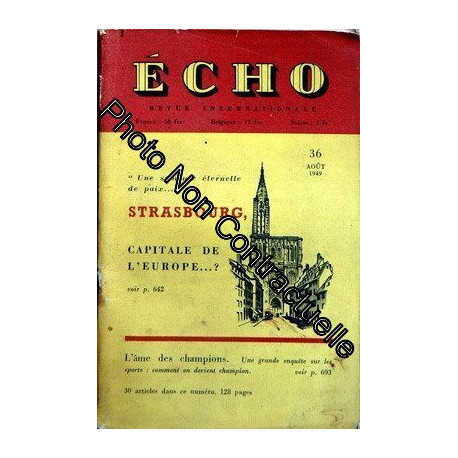 ÉCHO
REVUE INTERNATIONALE
France : 60 frs Belgique : 12 frs Suisse : 1 fr.
36
AOÛT
1949
" Une éternelle
de paix...
STRASBOURG,
CAPITALE DE
L'EUROPE...?
voir p. 642
L'âme des champions. Une grande enquête sur les
sports : comment on devient champion. voir p. 693
30 articles dans ce numéro. 128 pages
Photo Non Contractuelle